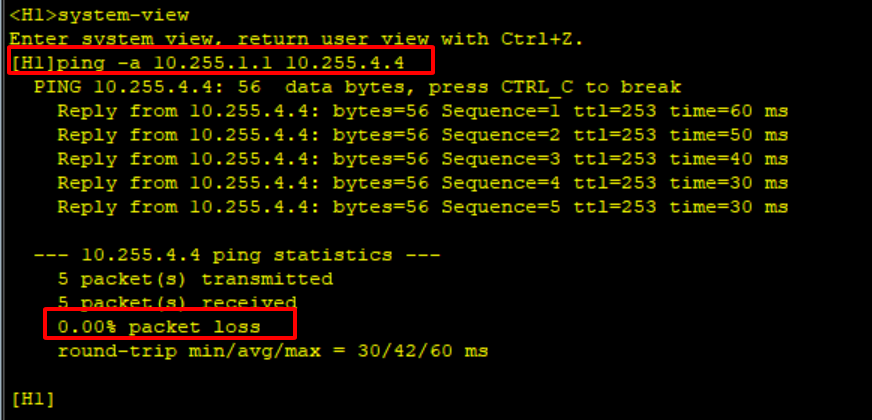 <H1>system-view
Enter system view, return user view with Ctrl+Z.
[H1]ping -a 10.255.1.1 10.255.4.4
PING 10.255.4.4: 56  data bytes, press CTRL_C to break
Reply from 10.255.4.4: bytes=56 Sequence=1 ttl=253 time=60 ms
Reply from 10.255.4.4: bytes=56 Sequence=2 ttl=253 time=50 ms
Reply from 10.255.4.4: bytes=56 Sequence=3 ttl=253 time=40 ms
Reply from 10.255.4.4: bytes=56 Sequence=4 ttl=253 time=30 ms
Reply from 10.255.4.4: bytes=56 Sequence=5 ttl=253 time=30 ms
--- 10.255.4.4 ping statistics ---
5 packet(s) transmitted
5 packet(s) received
0.00% packet loss
round-trip min/avg/max = 30/42/60 ms
[H1]